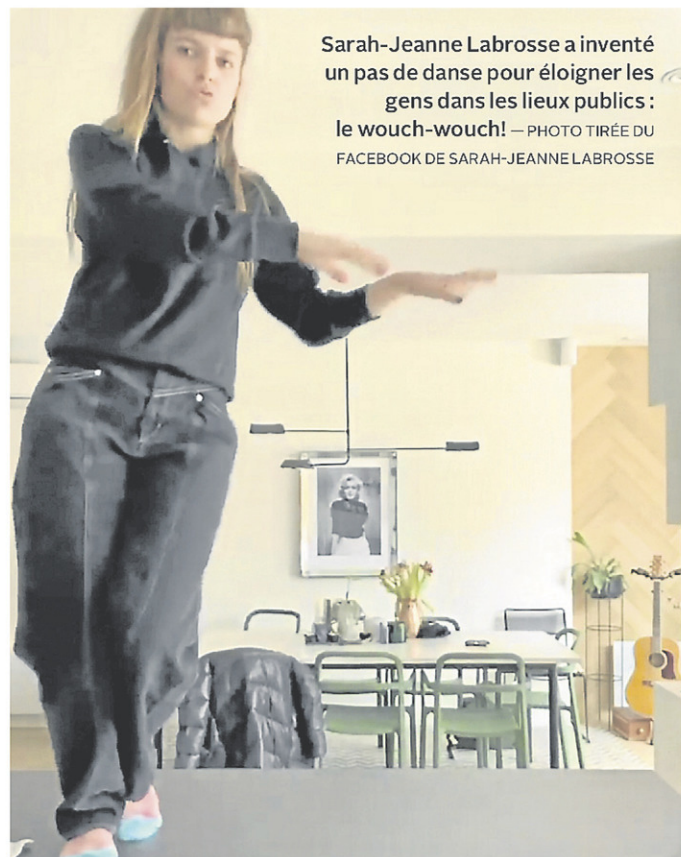 Sarah-Jeanne Labrosse a inventé
un pas de danse pour éloigner les
gens dans les lieux publics :
le wouch-wouch! — PHOTO TIRÉE DU
FACEBOOK DE SARAH-JEANNE LABROSSE